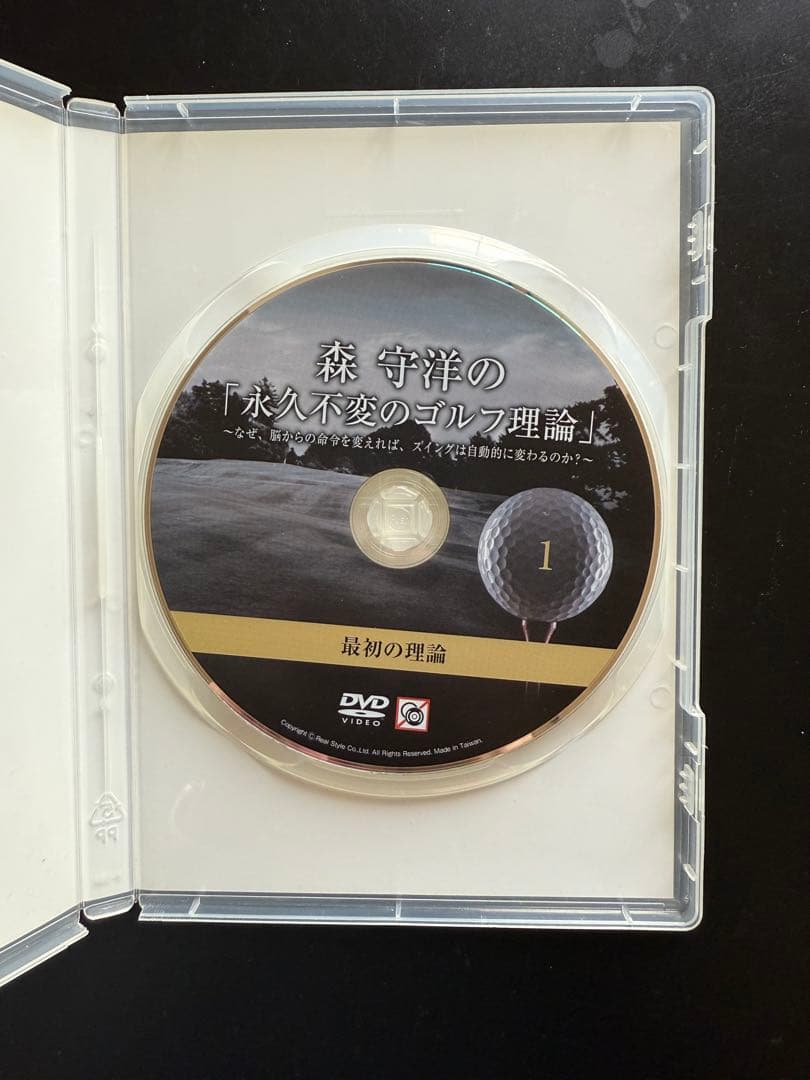 森 守洋の
「永久不変のゴルフ理論」
〜なぜ、脳からの命令を変えれば、スイングは自動的に変わるのか?〜
1
最初の理論
DVD
VIDEO
Copyright Ⓒ Real Style Co.,Ltd. All Rights Reserved. Made in Taiwan.
5
PP